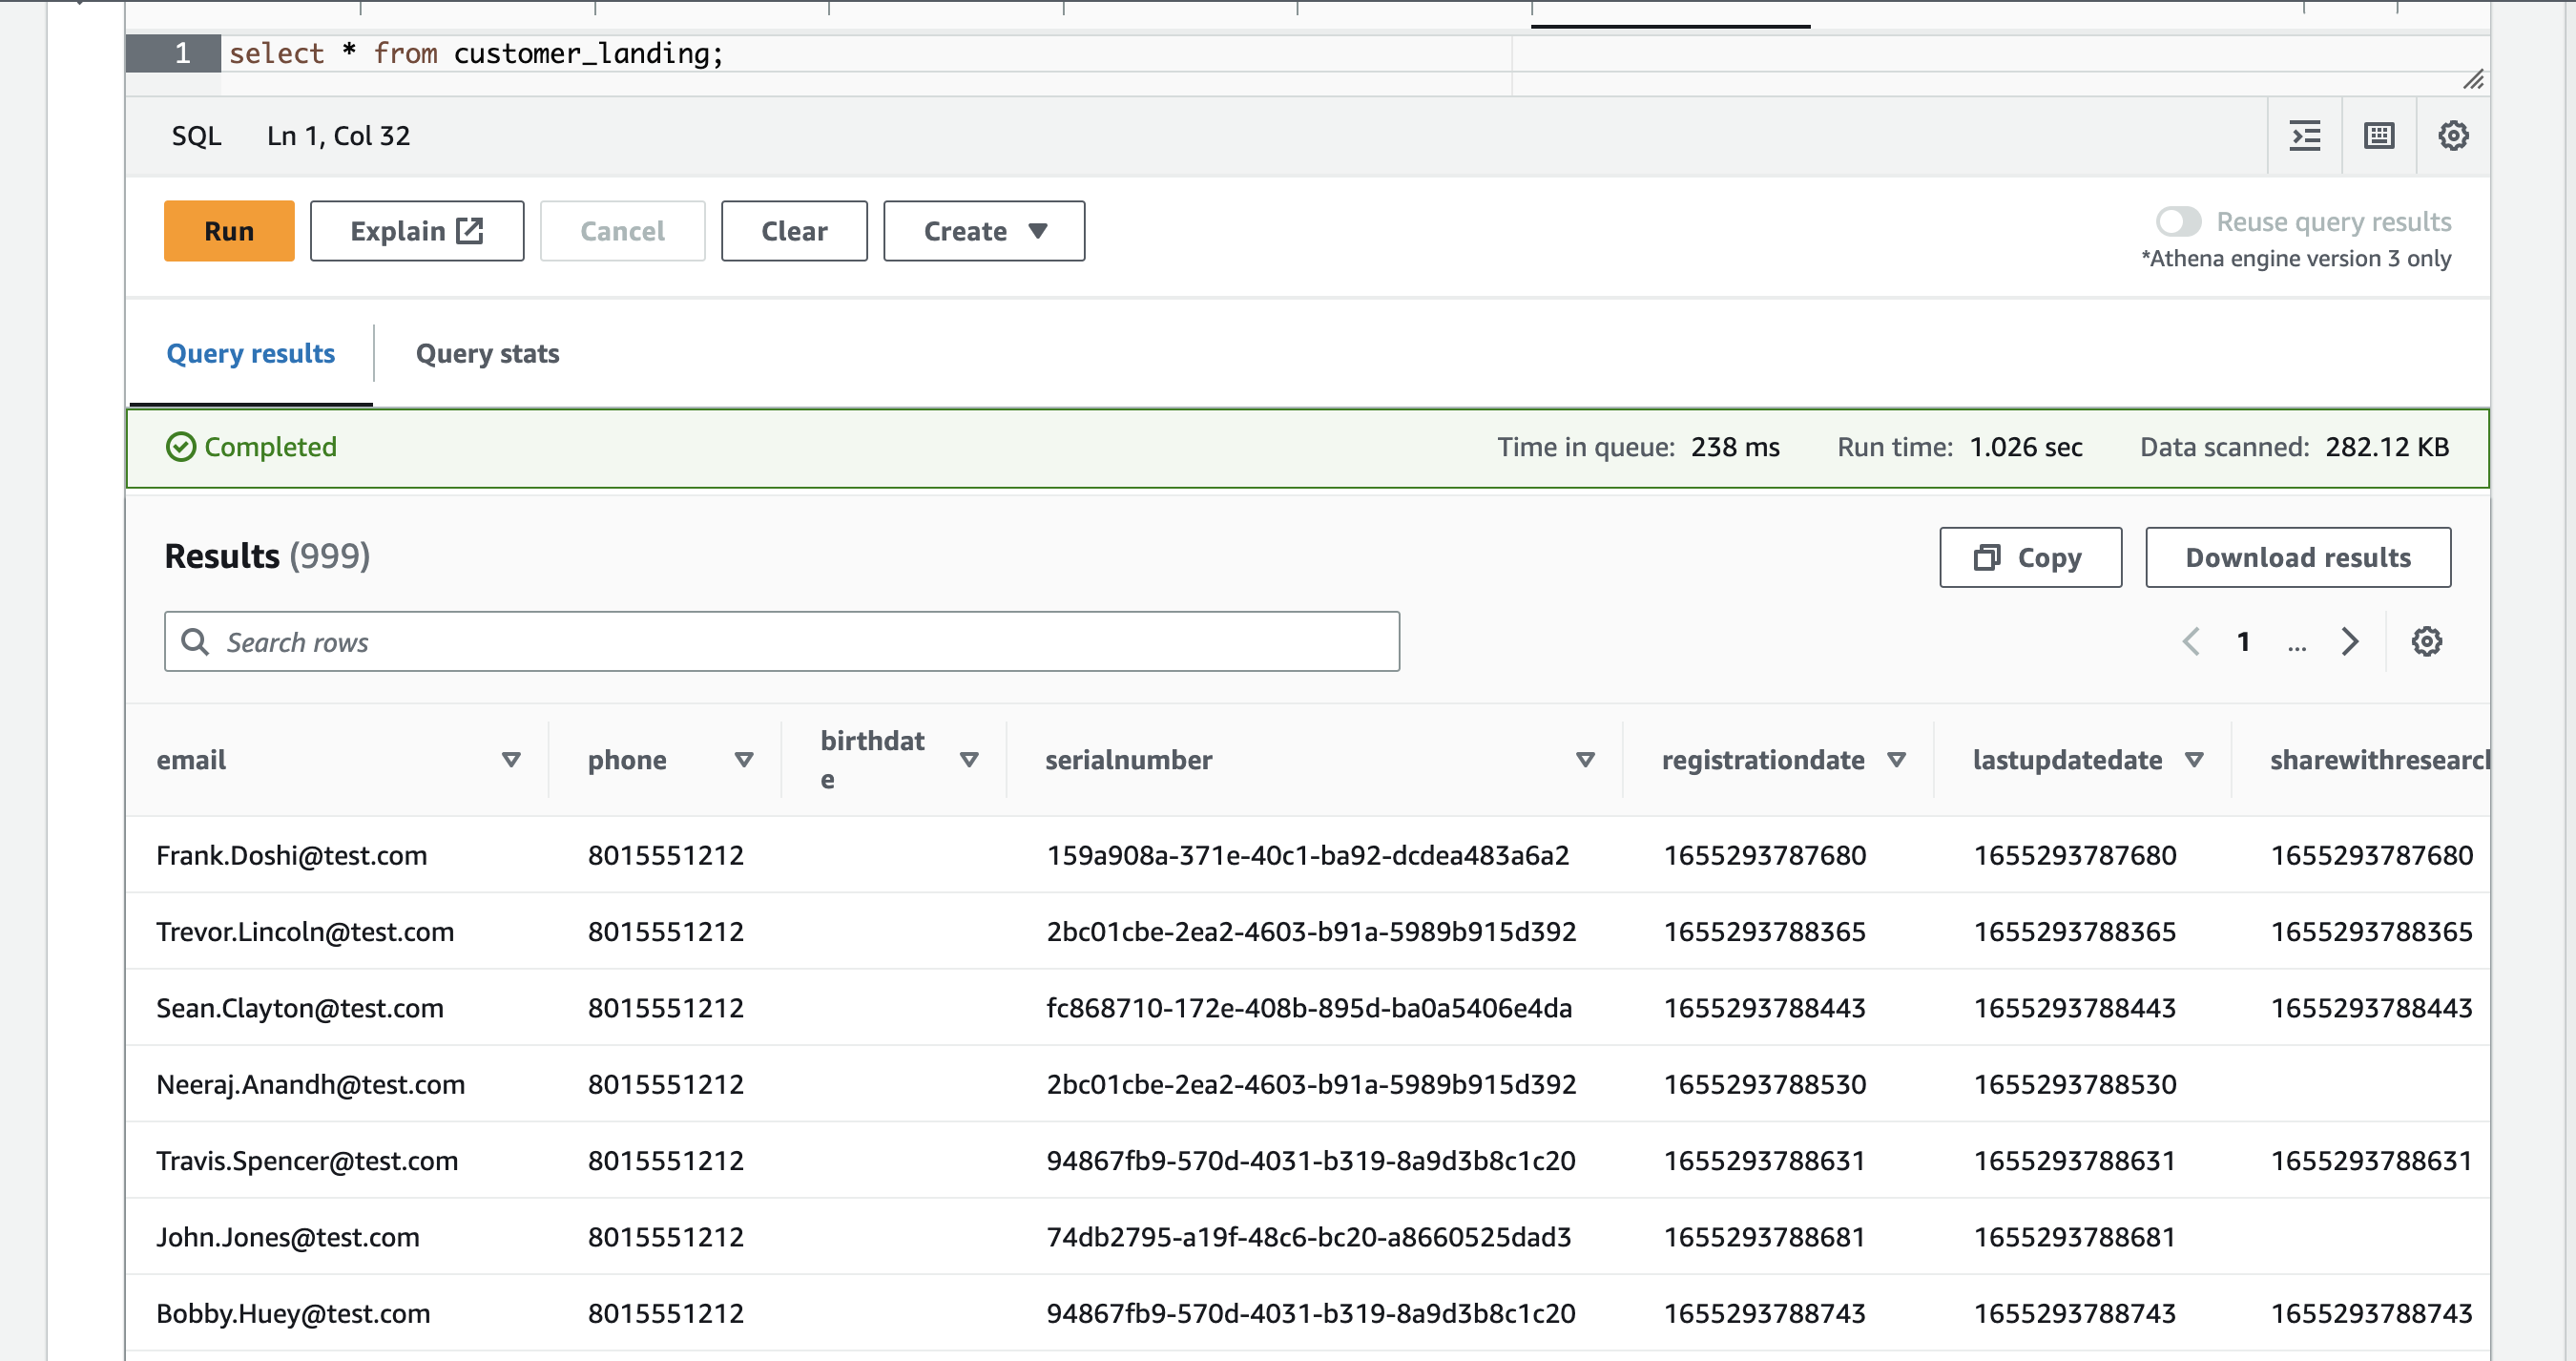 1 select * from customer_landing;
SQL Ln 1, Col 32
Run Explain Cancel Clear Create Reuse query results
*Athena engine version 3 only
Query results Query stats
Completed Time in queue: 238 ms Run time: 1.026 sec Data scanned: 282.12 KB
Results (999) Copy Download results
Search rows 1 ...
email phone birthdat
e serialnumber registrationdate lastupdatedate sharewithresearch
Frank.Doshi@test.com 8015551212 159a908a-371e-40c1-ba92-dcdea483a6a2 1655293787680 1655293787680 1655293787680
Trevor.Lincoln@test.com 8015551212 2bc01cbe-2ea2-4603-b91a-5989b915d392 1655293788365 1655293788365 1655293788365
Sean.Clayton@test.com 8015551212 fc868710-172e-408b-895d-ba0a5406e4da 1655293788443 1655293788443 1655293788443
Neeraj.Anandh@test.com 8015551212 2bc01cbe-2ea2-4603-b91a-5989b915d392 1655293788530 1655293788530
Travis.Spencer@test.com 8015551212 94867fb9-570d-4031-b319-8a9d3b8c1c20 1655293788631 1655293788631 1655293788631
John.Jones@test.com 8015551212 74db2795-a19f-48c6-bc20-a8660525dad3 1655293788681 1655293788681
Bobby.Huey@test.com 8015551212 94867fb9-570d-4031-b319-8a9d3b8c1c20 1655293788743 1655293788743 1655293788743